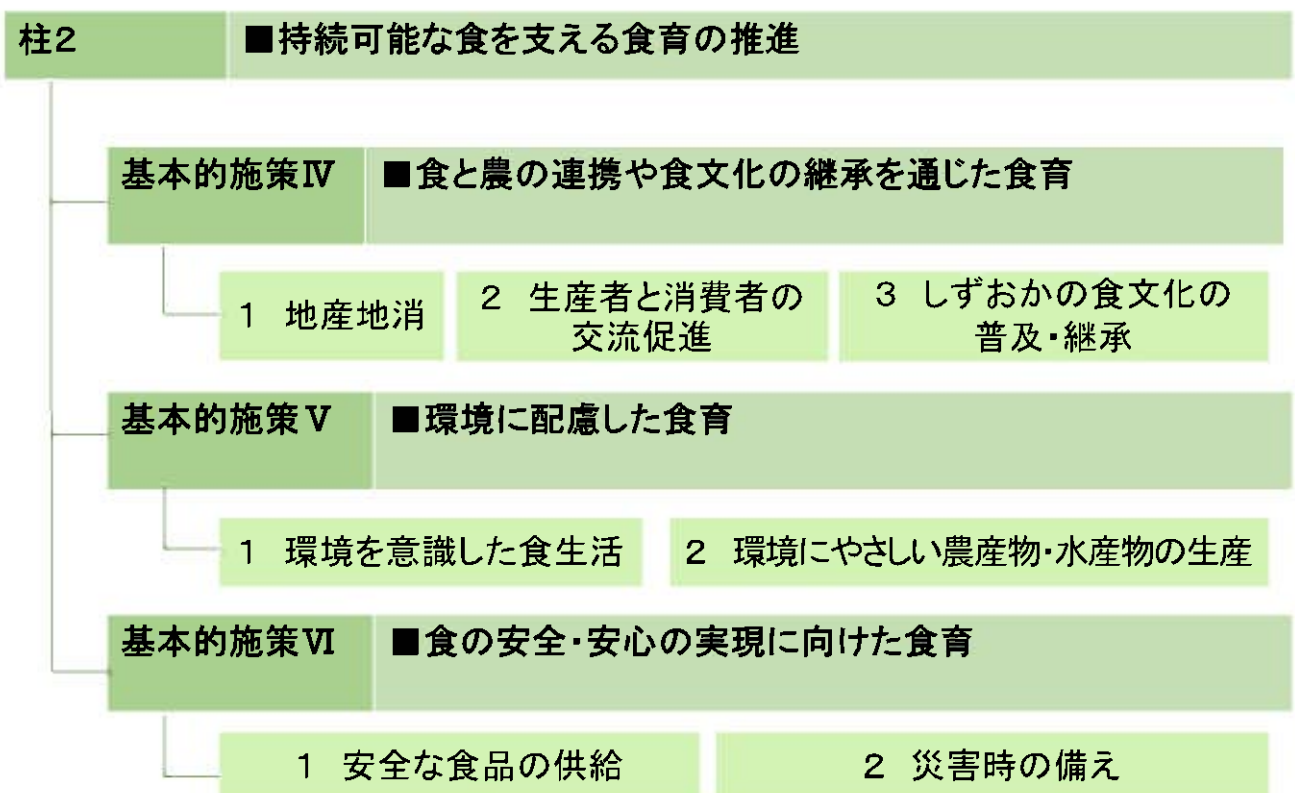 柱2 ■持続可能な食を支える食育の推進
基本的施策Ⅳ ■食と農の連携や食文化の継承を通じた食育
1 地産地消
2 生産者と消費者の
交流促進
3 しずおかの食文化の
普及・継承
基本的施策Ⅴ ■環境に配慮した食育
1 環境を意識した食生活
2 環境にやさしい農産物・水産物の生産
基本的施策Ⅵ ■食の安全・安心の実現に向けた食育
1 安全な食品の供給
2 災害時の備え